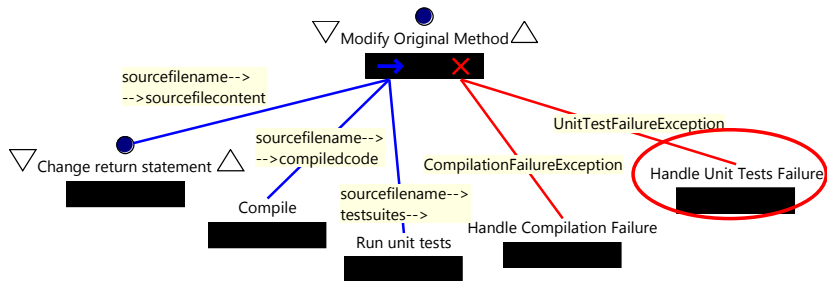 Modify Original Method
sourcefilename-->
-->sourcefilecontent
UnitTestFailureException
sourcefilename-->
-->compiledcode
Change return statement
CompilationFailureException
Handle Unit Tests Failure
sourcefilename-->
testsuites-->
Compile
Handle Compilation Failure
Run unit tests